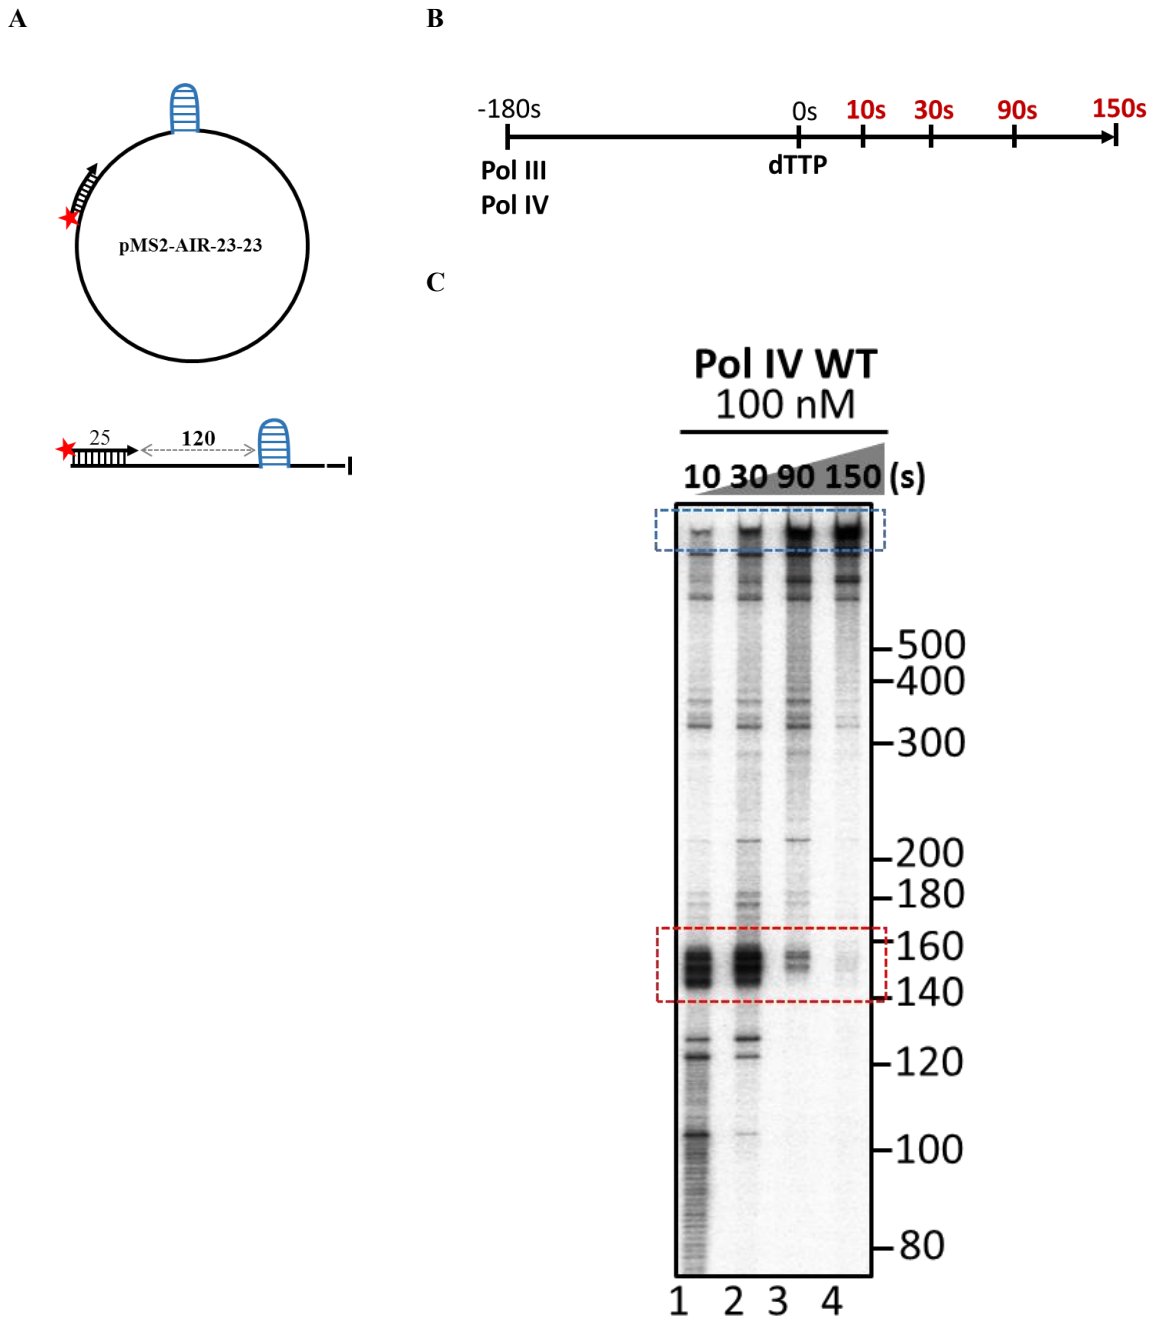 A
pMS2-AIR-23-23
25
120
B
-180s 0s 10s 30s 90s 150s
Pol III dTTP
Pol IV
C
Pol IV WT
100 nM
10 30 90 150 (s)
500
400
300
200
180
160
140
120
100
80
1 2 3 4